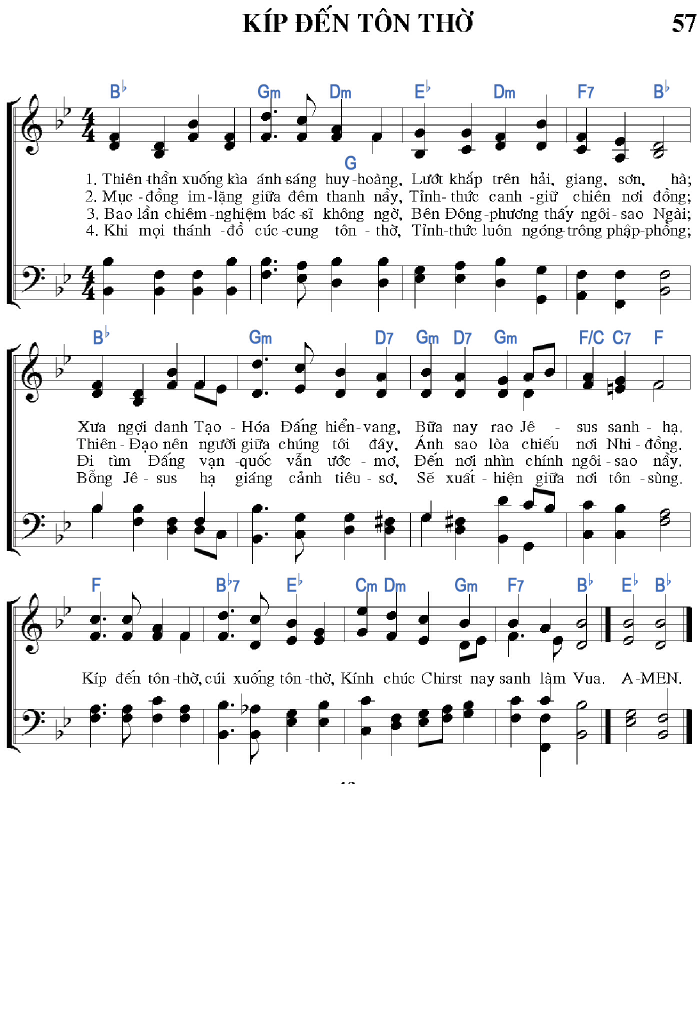 KÍP ĐẾN TÔN THỜ 57
B♭ Gm Dm E♭ Dm F7 B♭
G
1. Thiên-thần xuống kìa ánh-sáng huy-hoàng, Lướt khắp trên hải, giang, sơn, hà;
2. Mục-đồng im-lặng giữa đêm thanh nầy, Tỉnh-thức canh-giữ chiên nơi đồng;
3. Bao lần chiêm-nghiệm bác-sĩ không ngờ, Bên Đông-phương thấy ngôi-sao Ngài;
4. Khi mọi thánh-đồ cúc-cung tôn-thờ, Tỉnh-thức luôn ngóng-trông phập-phồng;
B♭ Gm D7 Gm D7 Gm F/C C7 F
Xưa ngợi danh Tạo-Hóa Đấng hiển-vang, Bữa nay rao Jê-sus sanh-hạ.
Thiên-Đạo nên người giữa chúng tôi đây, Ánh sao lòa chiếu nơi Nhi-đồng.
Đi tìm Đấng vạn-quốc vẫn ước-mơ, Đến nơi nhìn chính ngôi-sao nầy.
Bỗng Jê-sus hạ giáng cảnh tiêu-sơ, Sẽ xuất-hiện giữa nơi tôn-sùng.
F B♭7 E♭ Cm Dm Gm F7 B♭ E♭ B♭
Kíp đến tôn-thờ, cúi xuống tôn-thờ, Kính chúc Chirst nay sanh làm Vua. A-MEN.